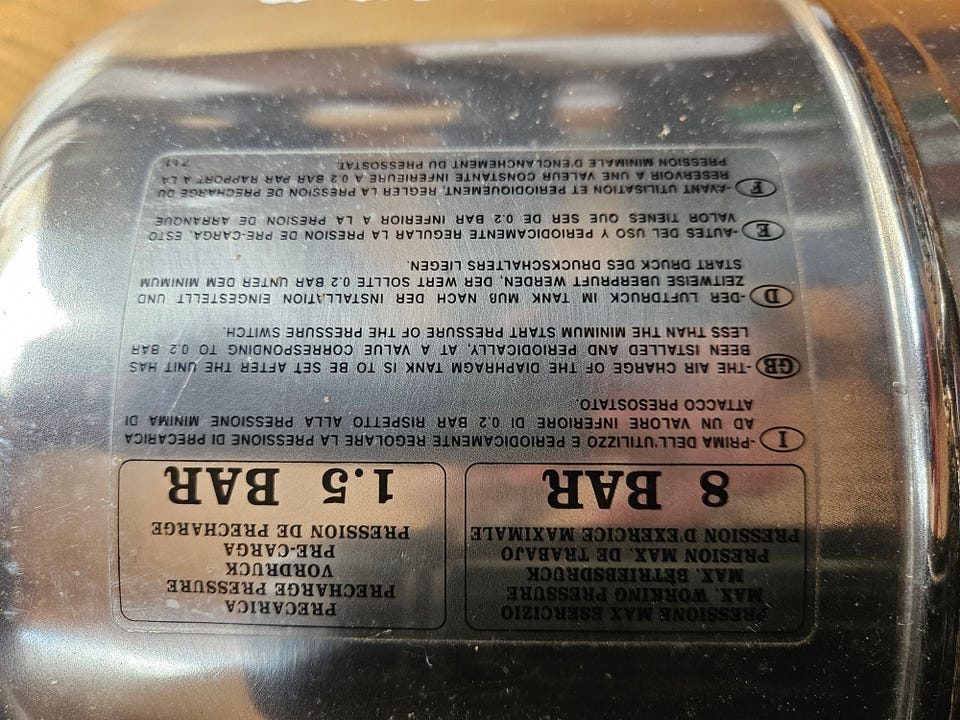 PRESSIONE MAX ESERCIZIO
MAX. WORKING PRESSURE
MAX. BETRIEBSDRUCK
PRESION MAX. DE TRABAJO
PRESSION D'EXERCICE MAXIMALE
8 BAR
PRECARICA
PRECHARGE PRESSURE
VORDRUCK
PRE-CARGA
PRESSION DE PRECHARGE
1.5 BAR
I -PRIMA DELL'UTILIZZO E PERIODICAMENTE REGOLARE LA PRESSIONE DI PRECARICA
AD UN VALORE INFERIORE DI 0.2 BAR RISPETTO ALLA PRESSIONE MINIMA DI
ATTACCO PRESOSTATO.
GB -THE AIR CHARGE OF THE DIAPHRAGM TANK IS TO BE SET AFTER THE UNIT HAS
BEEN ISTALLED AND PERIODICALLY, AT A VALUE CORRESPONDING TO 0.2 BAR
LESS THAN THE MINIMUM START PRESSURE OF THE PRESSURE SWITCH.
D -DER LUFTDRUCK IM TANK MUß NACH DER INSTALLATION EINGESTELLT UND
ZEITWEISE ÜBERPRUFT WERDEN, DER WERT SOLLTE 0.2 BAR UNTER DEM MINIMUM
START DRUCK DES DRUCKSCHALTERS LIEGEN.
E -AUTES DEL USO Y PERIODICAMENTE REGULAR LA PRESION DE PRE-CARGA, ESTO,
VALOR TIENES QUE SER DE 0.2 BAR INFERIOR A LA PRESION DE ARRANQUE
F -AVANT UTILISATION ET PERIODIQUEMENT, REGLER LA PRESSION DE PRECHARGE DU
RESERVOIR A UNE VALEUR CONSTANTE INFERIEURE A 0.2 BAR PAR RAPPORT A LA
PRESSION MINIMALE D'ENCLANCHEMENT DU PRESSOSTAT.